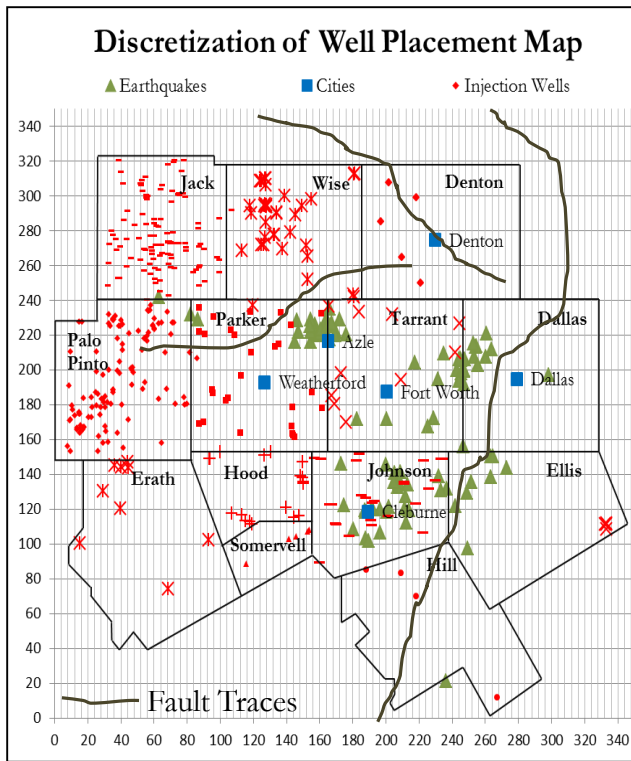 Discretization of Well Placement Map
Earthquakes Cities Injection Wells
340
320
300
280
260
240
220
200
180
160
140
120
100
80
60
40
20
0
Jack Wise Denton
Denton
Parker Tarrant Dallas
Palo
Pinto
Azle
Weatherford Fort Worth Dallas
Erath Hood Johnson Ellis
Cleburne
Somervell
Hill
Fault Traces
0 20 40 60 80 100 120 140 160 180 200 220 240 260 280 300 320 340